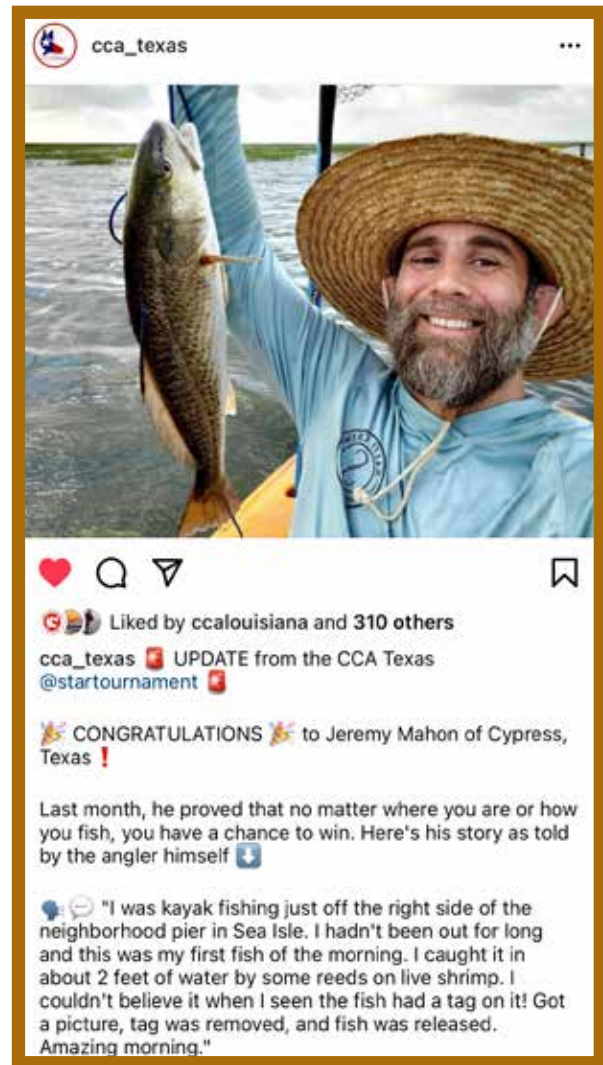 cca_texas
Liked by ccalouisiana and 310 others
cca_texas 🚨 UPDATE from the CCA Texas
@startournament 🚨
🎉 CONGRATULATIONS 🎉 to Jeremy Mahon of Cypress,
Texas ❗
Last month, he proved that no matter where you are or how
you fish, you have a chance to win. Here's his story as told
by the angler himself ⬇️
🗣️💬 "I was kayak fishing just off the right side of the
neighborhood pier in Sea Isle. I hadn't been out for long
and this was my first fish of the morning. I caught it in
about 2 feet of water by some reeds on live shrimp. I
couldn't believe it when I seen the fish had a tag on it! Got
a picture, tag was removed, and fish was released.
Amazing morning."